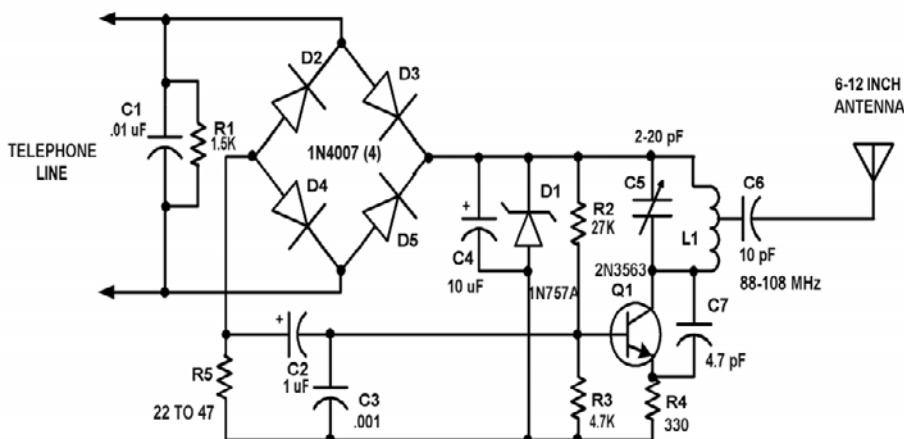 D2
D3
6-12 INCH
ANTENNA
C1
.01 uF
R1
1.5K
TELEPHONE
LINE
1N4007 (4)
2-20 pF
D4
D5
+
C4
10 uF
D1
1N757A
R2
27K
C5
L1
C6
10 pF
88-108 MHz
2N3563
Q1
C7
4.7 pF
+
C2
1 uF
R5
22 TO 47
C3
.001
R3
4.7K
R4
330